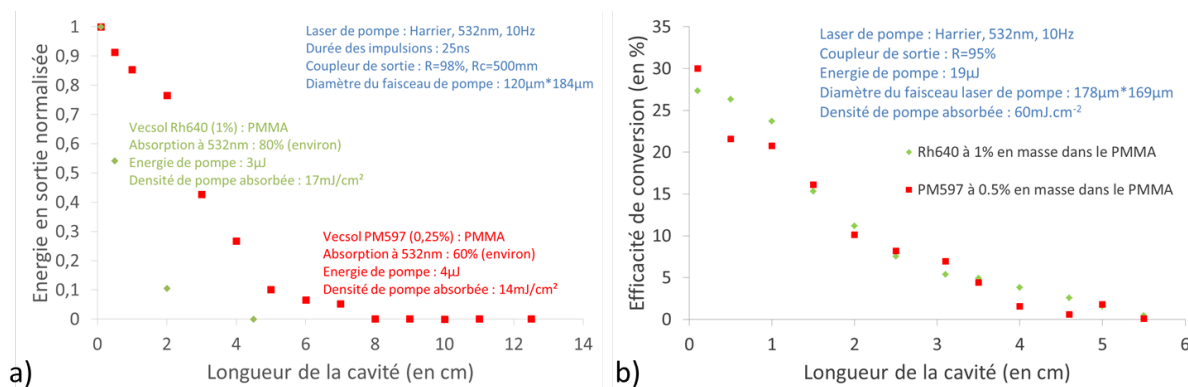 Energie en sortie normalisée
1
0,9
0,8
0,7
0,6
0,5
0,4
0,3
0,2
0,1
0
Laser de pompe : Harrier, 532nm, 10Hz
Durée des impulsions : 25ns
Coupleur de sortie : R=98%, Rc=500mm
Diamètre du faisceau de pompe : 120µm*184µm
Vecsol Rh640 (1%) : PMMA
Absorption à 532nm : 80% (environ)
Energie de pompe : 3µJ
Densité de pompe absorbée : 17mJ/cm²
Vecsol PM597 (0,25%) : PMMA
Absorption à 532nm : 60% (environ)
Energie de pompe : 4µJ
Densité de pompe absorbée : 14mJ/cm²
0 2 4 6 8 10 12 14
Longueur de la cavité (en cm)
a)
Efficacité de conversion (en %)
35
30
25
20
15
10
5
0
Laser de pompe : Harrier, 532nm, 10Hz
Coupleur de sortie : R=95%
Energie de pompe : 19µJ
Diamètre du faisceau laser de pompe : 178µm*169µm
Densité de pompe absorbée : 60mJ.cm⁻²
Rh640 à 1% en masse dans le PMMA
PM597 à 0.5% en masse dans le PMMA
0 1 2 3 4 5 6
Longueur de la cavité (en cm)
b)